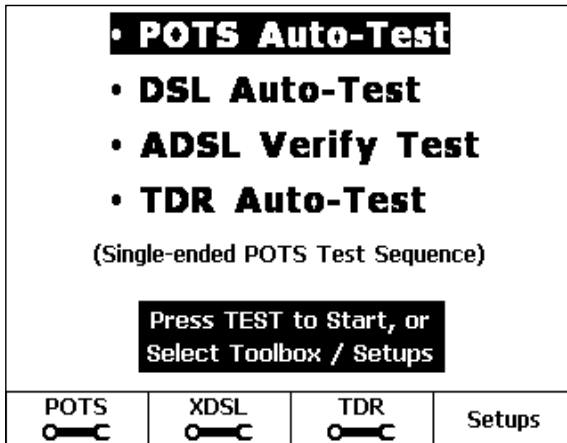 • POTS Auto-Test
• DSL Auto-Test
• ADSL Verify Test
• TDR Auto-Test
(Single-ended POTS Test Sequence)
Press TEST to Start, or
Select Toolbox / Setups
POTS XDSL TDR Setups